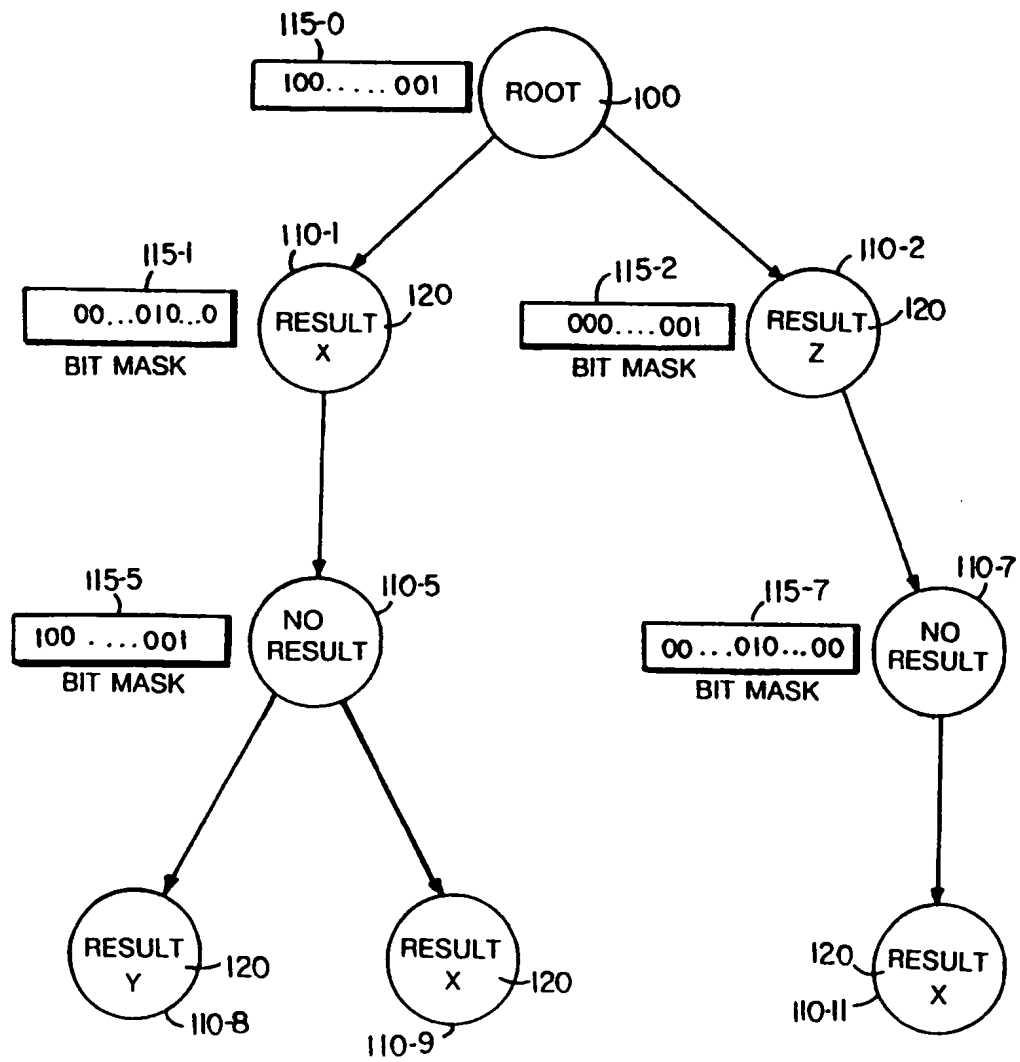 115-0
100.....001
ROOT
100
110-1
115-1
00...010...0
BIT MASK
RESULT
X
120
110-2
115-2
000....001
BIT MASK
RESULT
Z
120
115-5
100 ....001
BIT MASK
110-5
NO
RESULT
115-7
00...010...00
BIT MASK
110-7
NO
RESULT
RESULT
Y
120
110-8
RESULT
X
120
110-9
120
RESULT
X
110-11